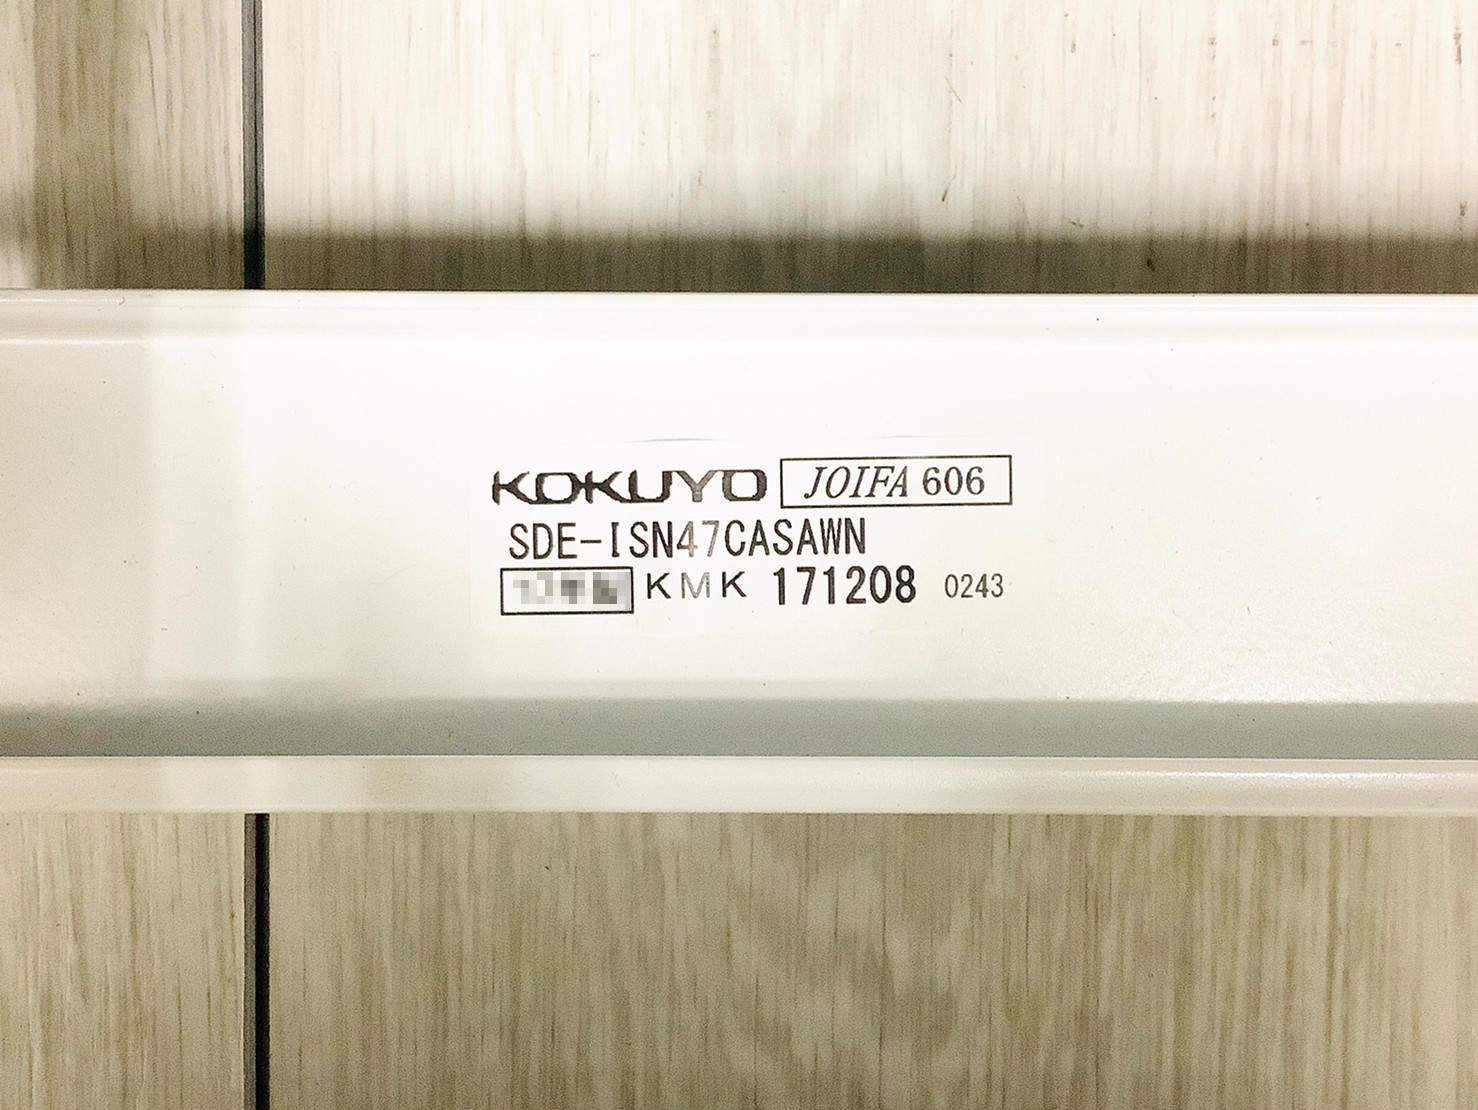 KOKUYO JOIFA 606
SDE-ISN47CASAWN
KMK 171208 0243